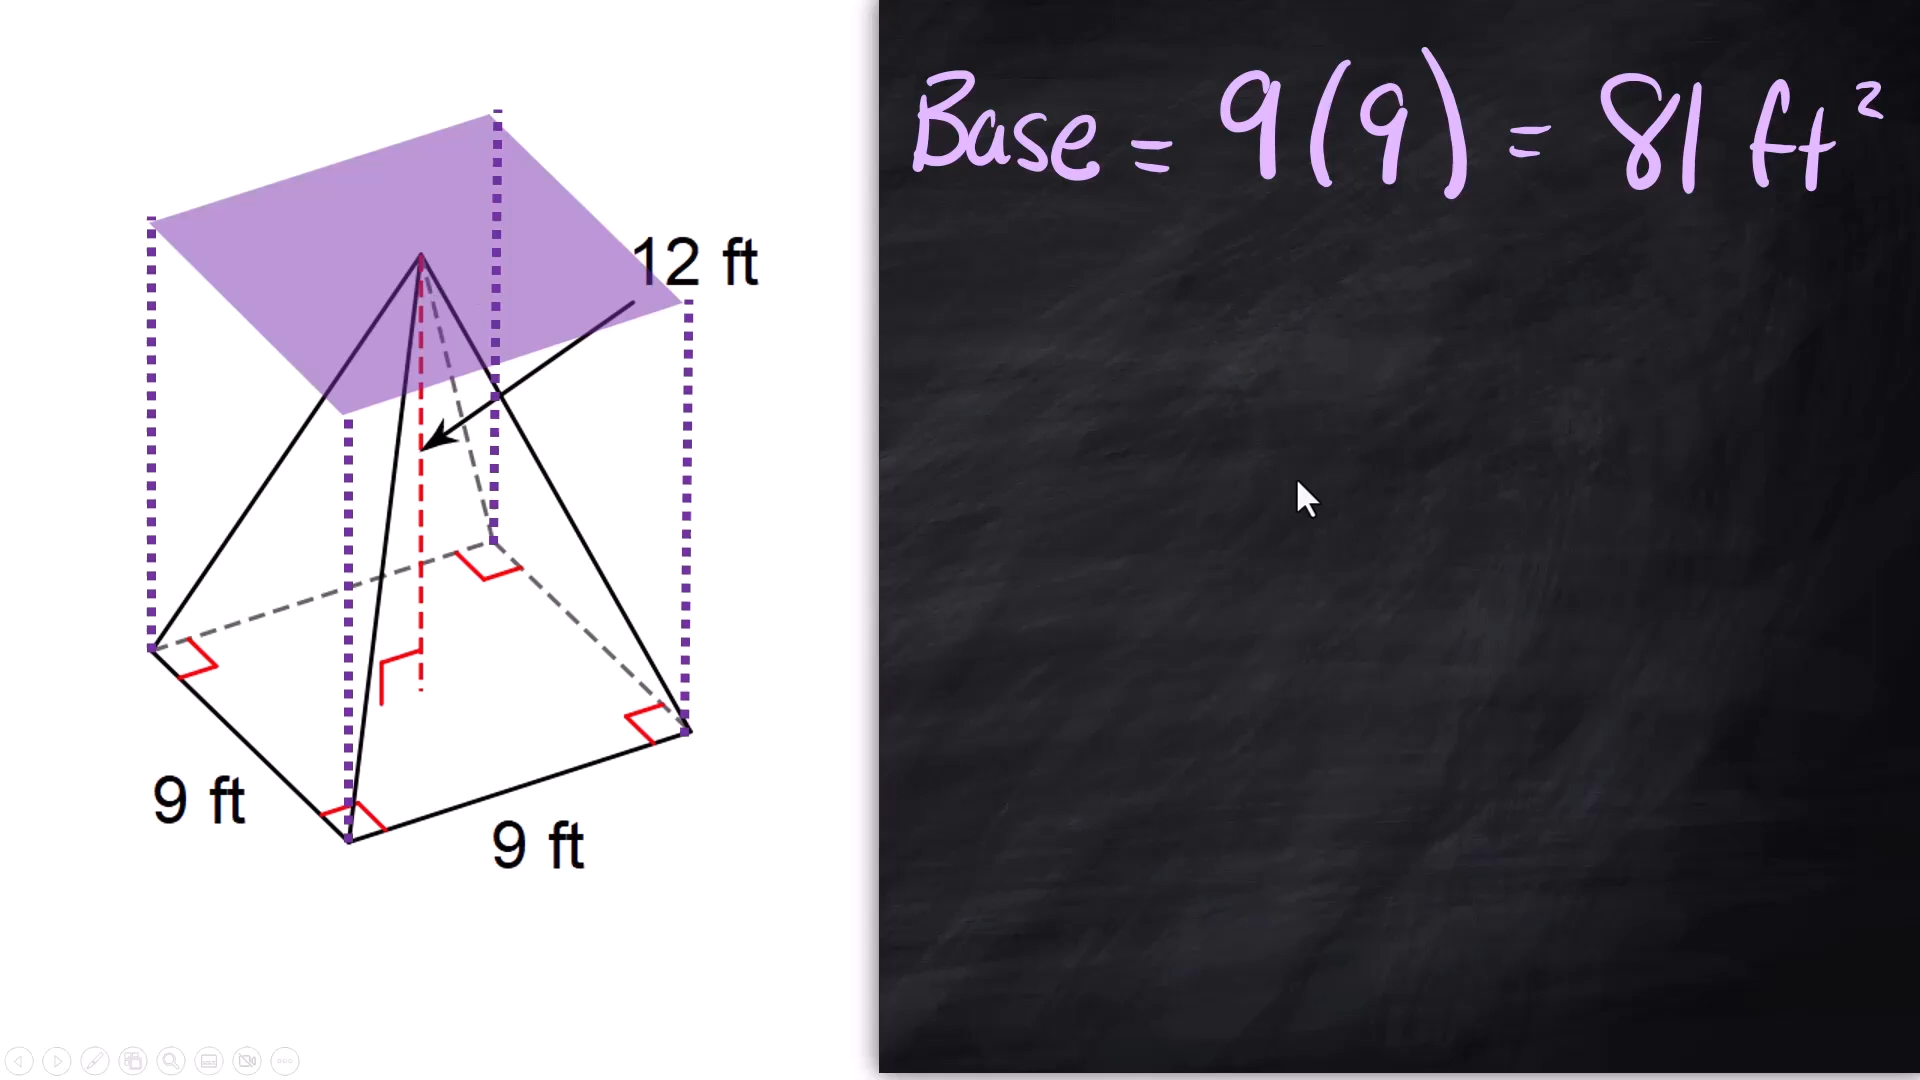 Base = 9(9) = 81 ft²
12 ft
9 ft
9 ft